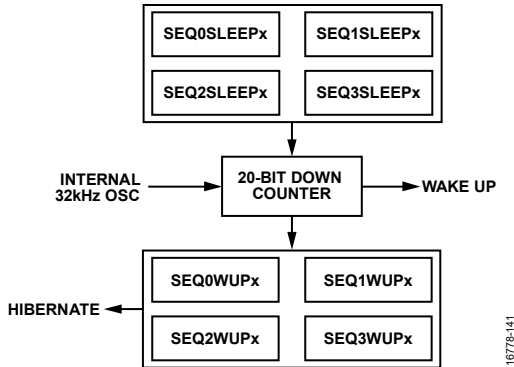 SEQ0SLEEPx
SEQ1SLEEPx
SEQ2SLEEPx
SEQ3SLEEPx
INTERNAL
32kHz OSC
20-BIT DOWN
COUNTER
WAKE UP
SEQ0WUPx
SEQ1WUPx
HIBERNATE
SEQ2WUPx
SEQ3WUPx
16778-141